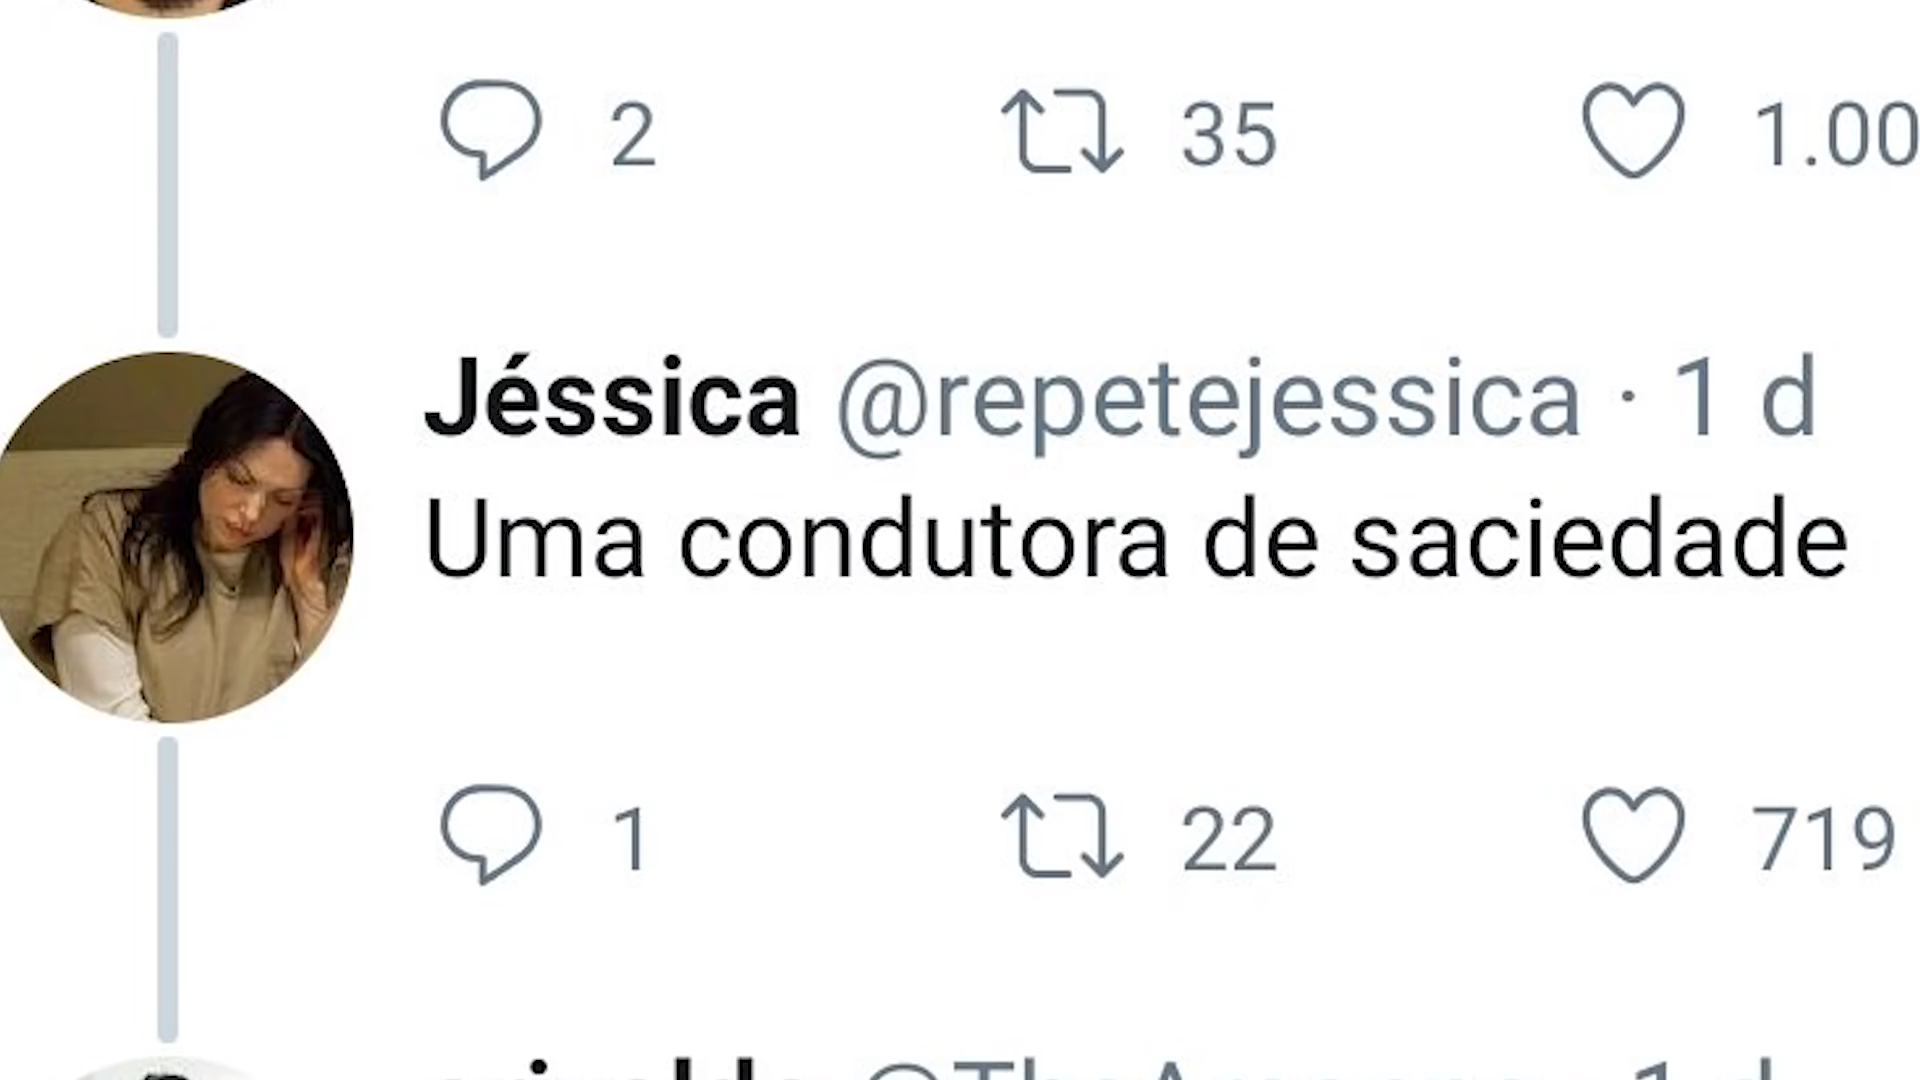 2 35 1.00
Jéssica @repetejessica · 1 d
Uma condutora de saciedade
1 22 719